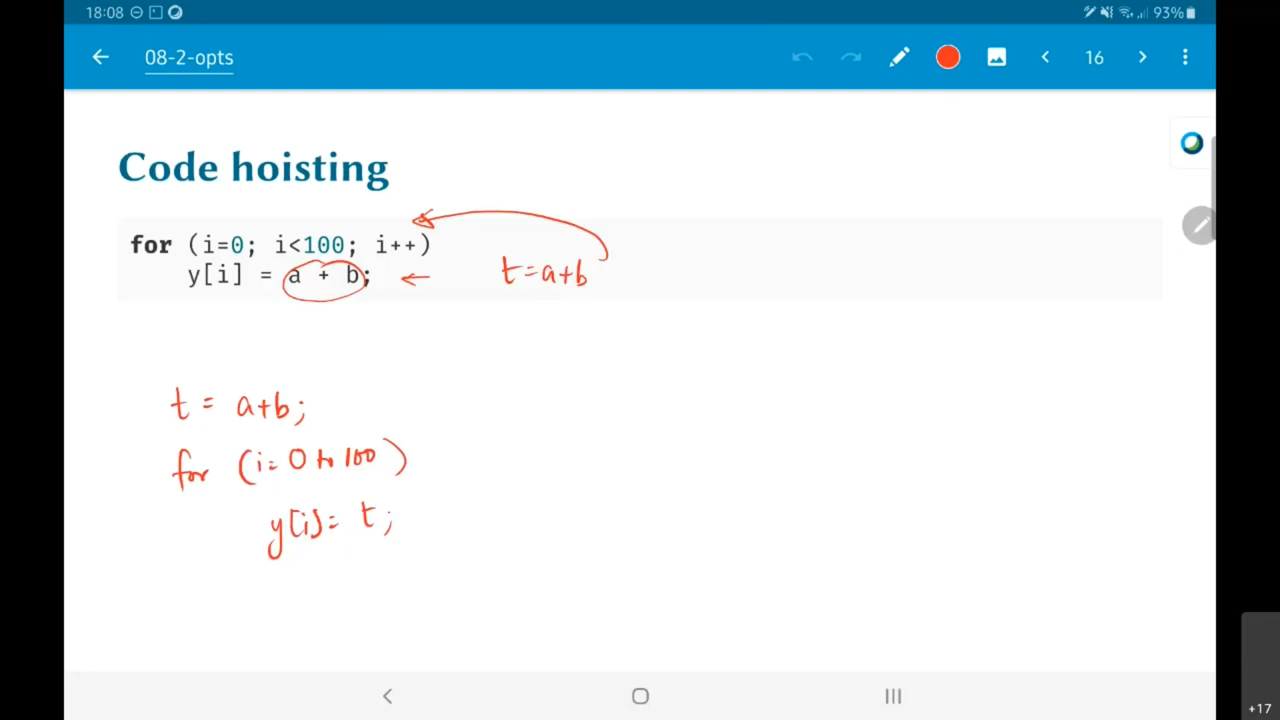 18:08 93%
08-2-opts 16
Code hoisting
for (i=0; i<100; i++)
y[i] = a + b; t=a+b
t = a+b;
for (i=0 to 100)
y[i]= t;
+17